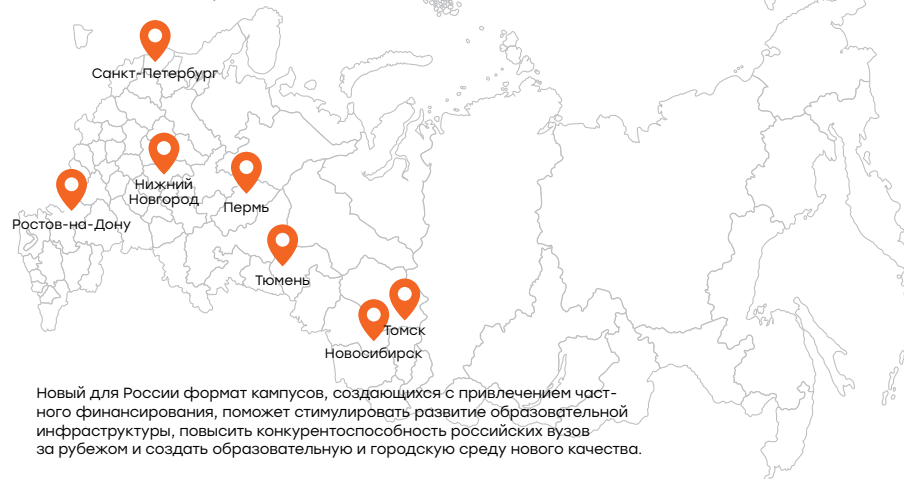 Санкт-Петербург
Нижний
Новгород
Пермь
Ростов-на-Дону
Тюмень
Томск
Новосибирск
Новый для России формат кампусов, создающихся с привлечением част-
ного финансирования, поможет стимулировать развитие образовательной
инфраструктуры, повысить конкурентоспособность российских вузов
за рубежом и создать образовательную и городскую среду нового качества.